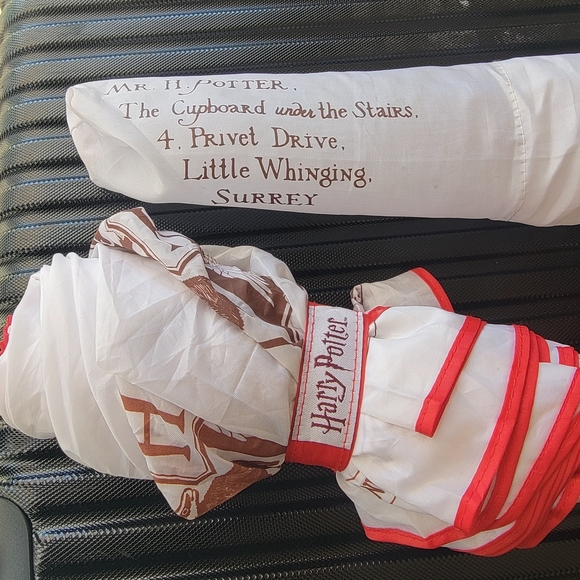 Mr. H. Potter,
The Cupboard under the Stairs,
4, Privet Drive,
Little Whinging,
Surrey
Harry Potter
H